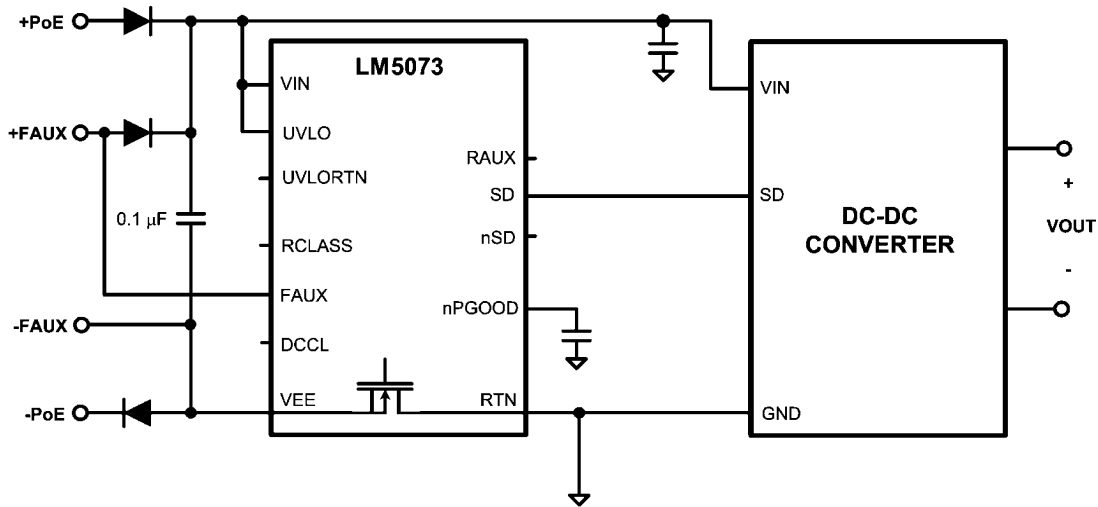 +PoE
LM5073
VIN
VIN
+FAUX
UVLO
RAUX
UVLORTN
SD
SD
+
0.1 µF
DC-DC
CONVERTER
VOUT
nSD
RCLASS
-
FAUX
nPGOOD
-FAUX
DCCL
VEE
RTN
-PoE
GND